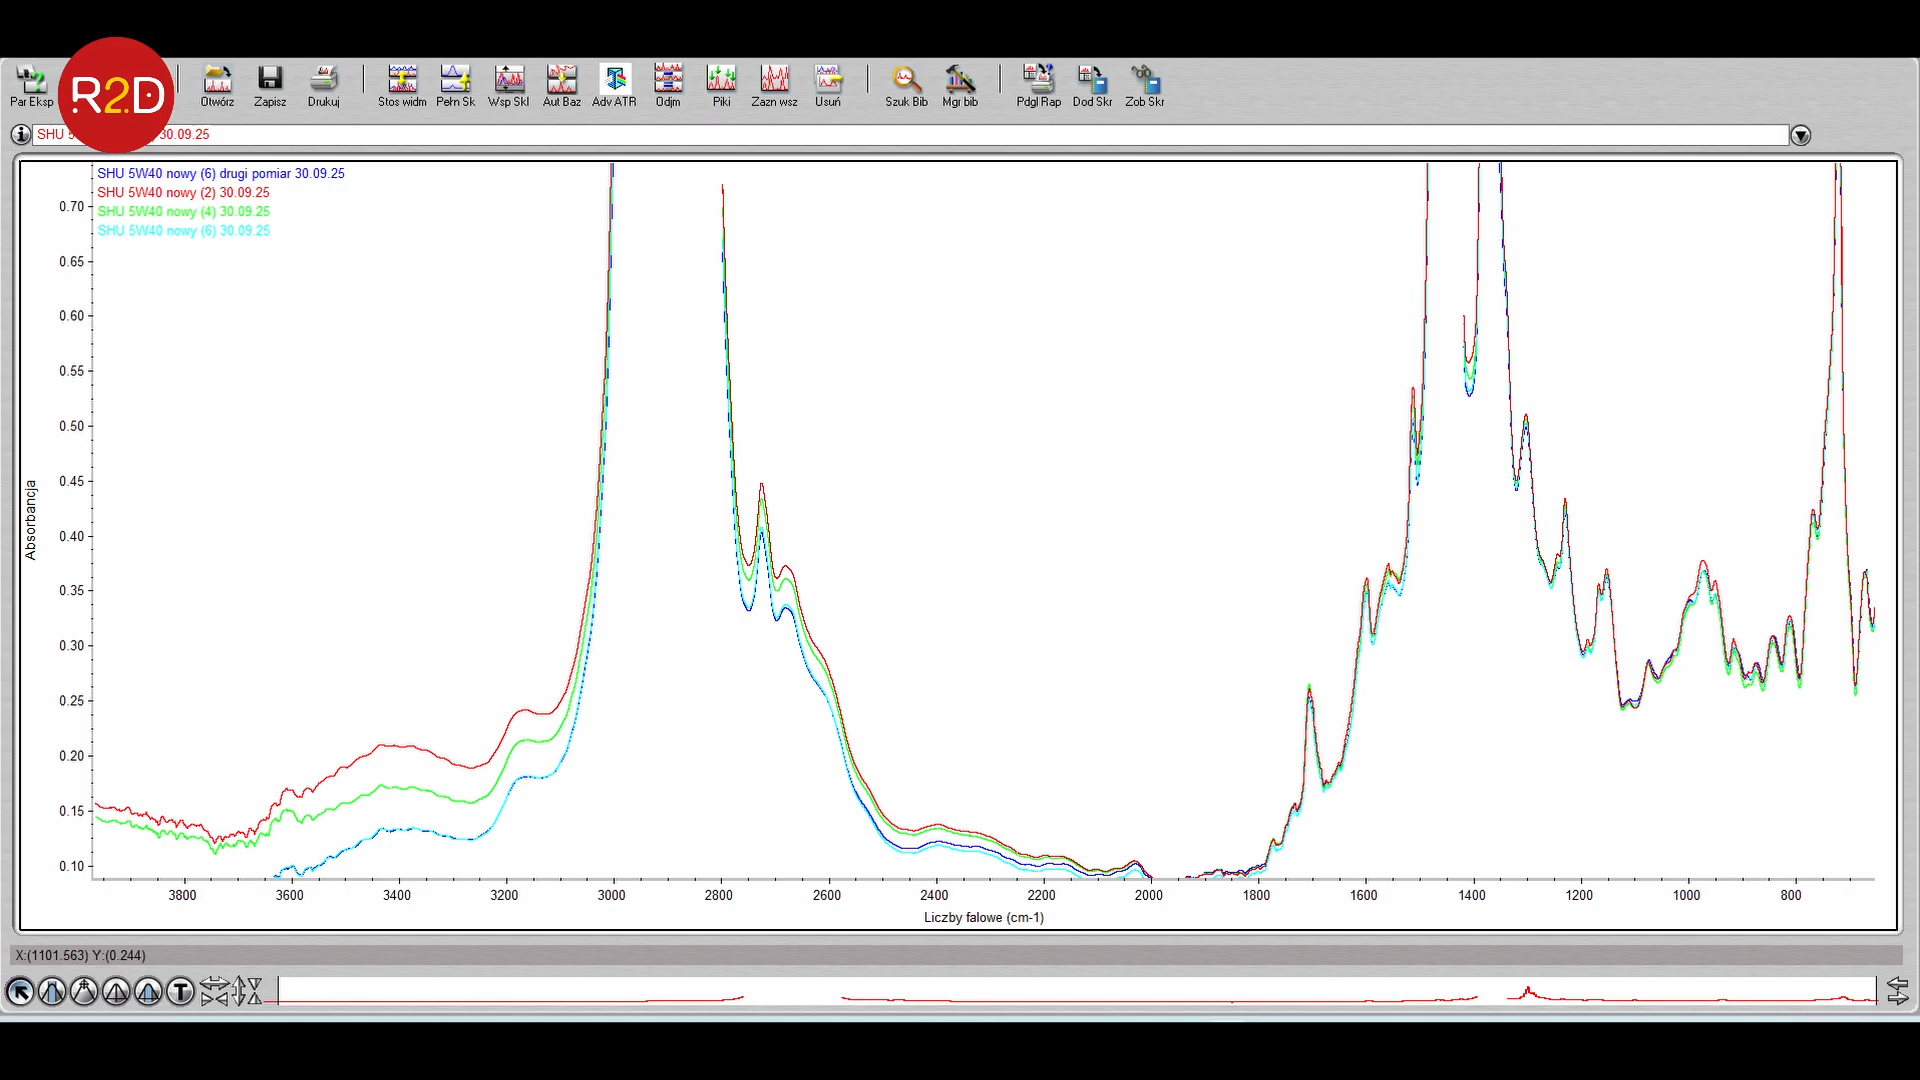 R2D
Par Eksp Otwórz Zapisz Drukuj Stos widm Pełn Sk Wsp Skl Aut Baz Adv ATR Odjm Piki Zazn wsz Usuń Szuk Bib Mgr bib Pdgl Rap Dod Skr Zob Skr
SHU 5 30.09.25
SHU 5W40 nowy (6) drugi pomiar 30.09.25
SHU 5W40 nowy (2) 30.09.25
SHU 5W40 nowy (4) 30.09.25
SHU 5W40 nowy (6) 30.09.25
0.70
0.65
0.60
0.55
0.50
0.45
0.40
0.35
0.30
0.25
0.20
0.15
0.10
Absorbancja
3800 3600 3400 3200 3000 2800 2600 2400 2200 2000 1800 1600 1400 1200 1000 800
Liczby falowe (cm-1)
X:(1101.563) Y:(0.244)
T